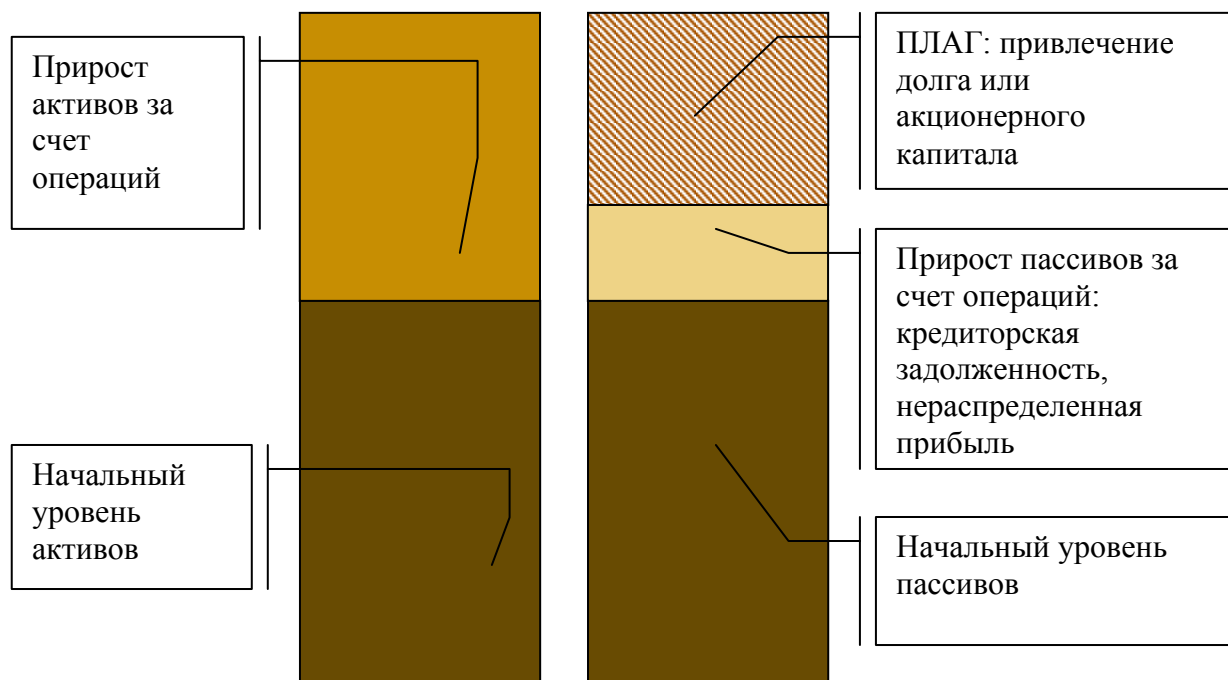 Прирост
активов за
счет
операций
Начальный
уровень
активов
ПЛАГ: привлечение
долга или
акционерного
капитала
Прирост пассивов за
счет операций:
кредиторская
задолженность,
нераспределенная
прибыль
Начальный уровень
пассивов